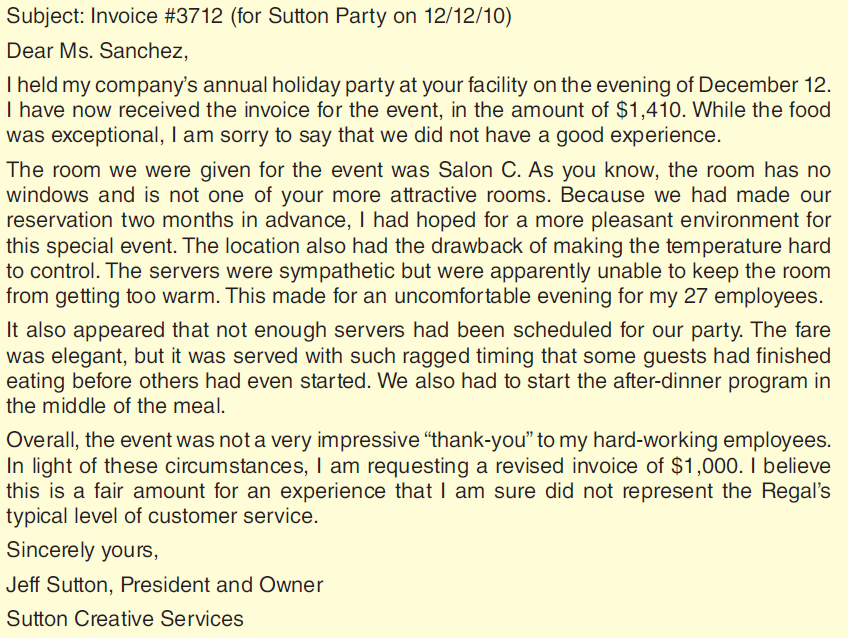 Subject: Invoice #3712 (for Sutton Party on 12/12/10)
Dear Ms. Sanchez,
I held my company’s annual holiday party at your facility on the evening of December 12.
I have now received the invoice for the event, in the amount of $1,410. While the food
was exceptional, I am sorry to say that we did not have a good experience.
The room we were given for the event was Salon C. As you know, the room has no
windows and is not one of your more attractive rooms. Because we had made our
reservation two months in advance, I had hoped for a more pleasant environment for
this special event. The location also had the drawback of making the temperature hard
to control. The servers were sympathetic but were apparently unable to keep the room
from getting too warm. This made for an uncomfortable evening for my 27 employees.
It also appeared that not enough servers had been scheduled for our party. The fare
was elegant, but it was served with such ragged timing that some guests had finished
eating before others had even started. We also had to start the after-dinner program in
the middle of the meal.
Overall, the event was not a very impressive “thank-you” to my hard-working employees.
In light of these circumstances, I am requesting a revised invoice of $1,000. I believe
this is a fair amount for an experience that I am sure did not represent the Regal’s
typical level of customer service.
Sincerely yours,
Jeff Sutton, President and Owner
Sutton Creative Services